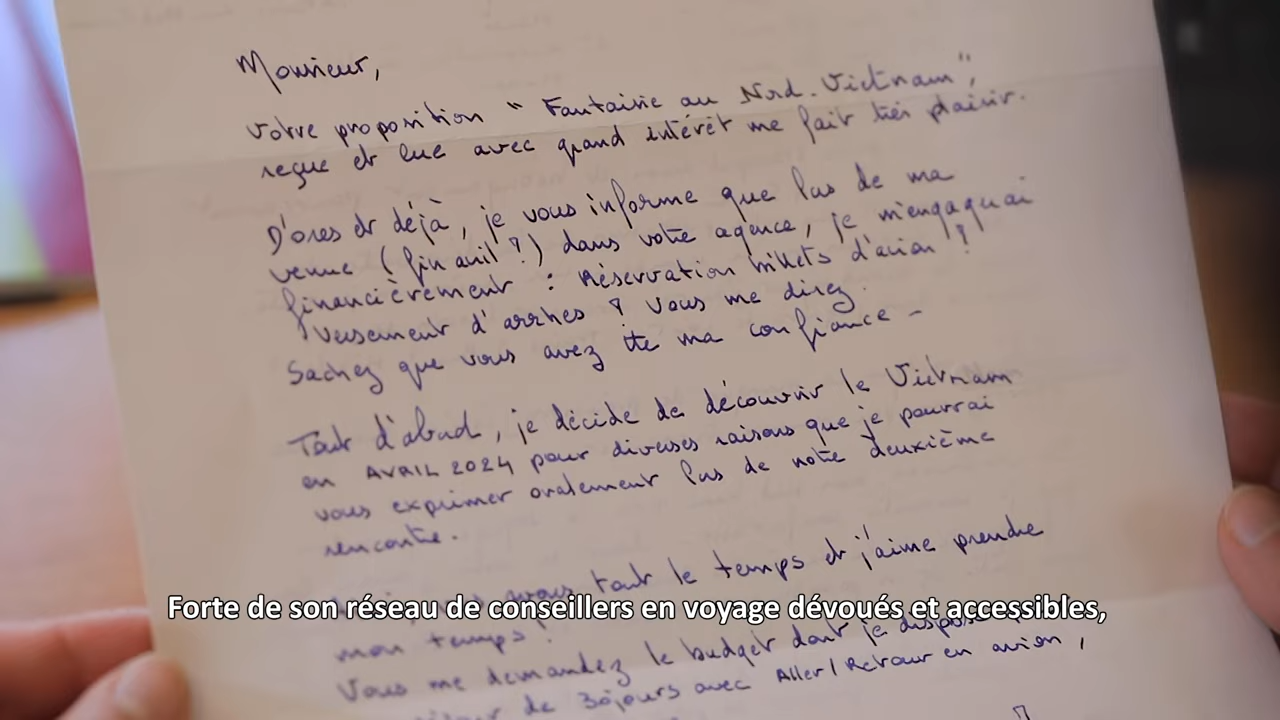 Monsieur,
Votre proposition " Fantaisie au Nord-Vietnam",
reçue et lue avec grand intérêt me fait très plaisir.
D'ores et déjà, je vous informe que lors de ma
venue (fin avril ?) dans votre agence, je m'engagerai
financièrement : Réservation billets d'avion ?
Versement d'arrhes ? Vous me direz.
Sachez que vous avez tte ma confiance -
Tout d'abord, je décide de découvrir le Vietnam
en AVRIL 2024 pour diverses raisons que je pourrai
vous exprimer oralement lors de notre deuxième
rencontre.
tout le temps et j'aime prendre
Forte de son réseau de conseillers en voyage dévoués et accessibles,
mon temps !
Vous me demandez le budget dont je dispose
de 30 jours avec Aller/Retour en avion,